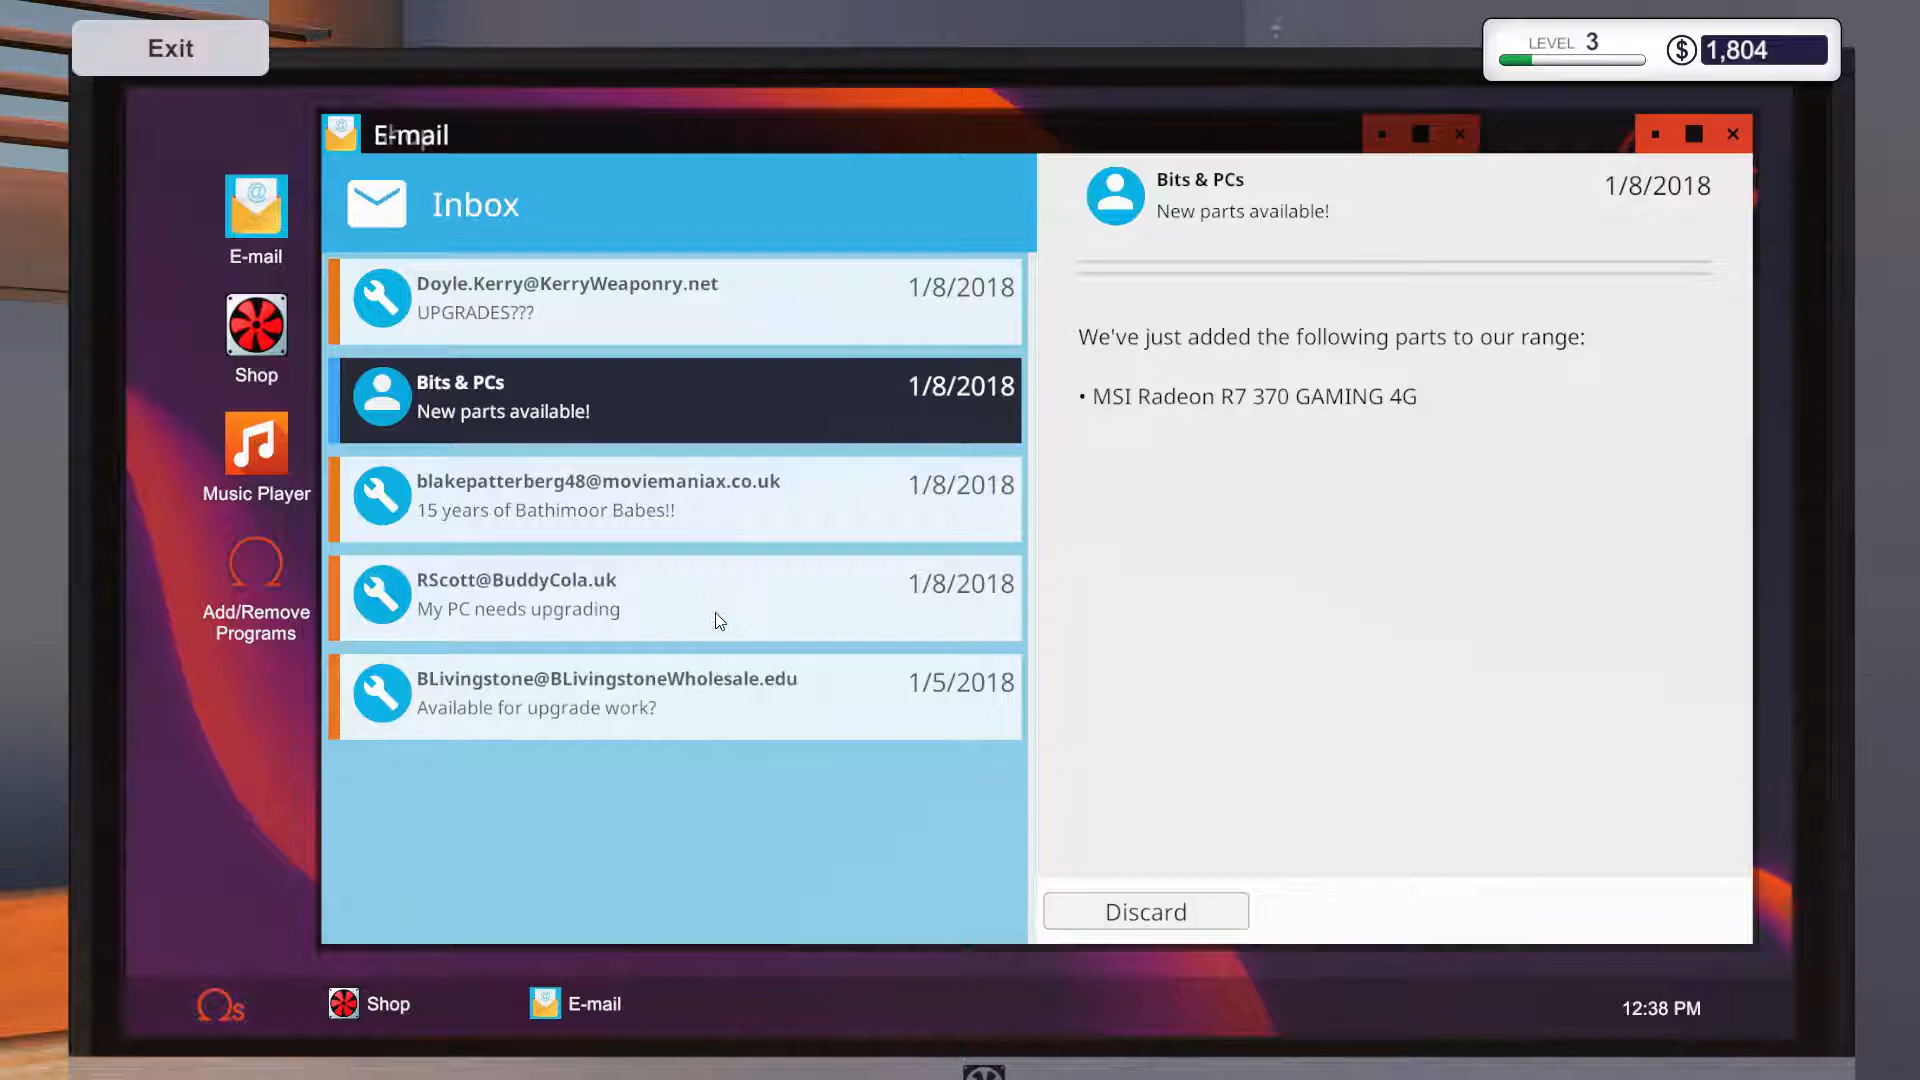 Exit
LEVEL 3
$ 1,804
E-mail
E-mail
Shop
Music Player
Add/Remove
Programs
Inbox
Doyle.Kerry@KerryWeaponry.net
1/8/2018
UPGRADES???
Bits & PCs
1/8/2018
New parts available!
blakepatterberg48@moviemaniax.co.uk
1/8/2018
15 years of Bathimoor Babes!!
RScott@BuddyCola.uk
1/8/2018
My PC needs upgrading
BLivingstone@BLivingstoneWholesale.edu
1/5/2018
Available for upgrade work?
Bits & PCs
1/8/2018
New parts available!
We've just added the following parts to our range:
• MSI Radeon R7 370 GAMING 4G
Discard
Ωs
Shop
E-mail
12:38 PM